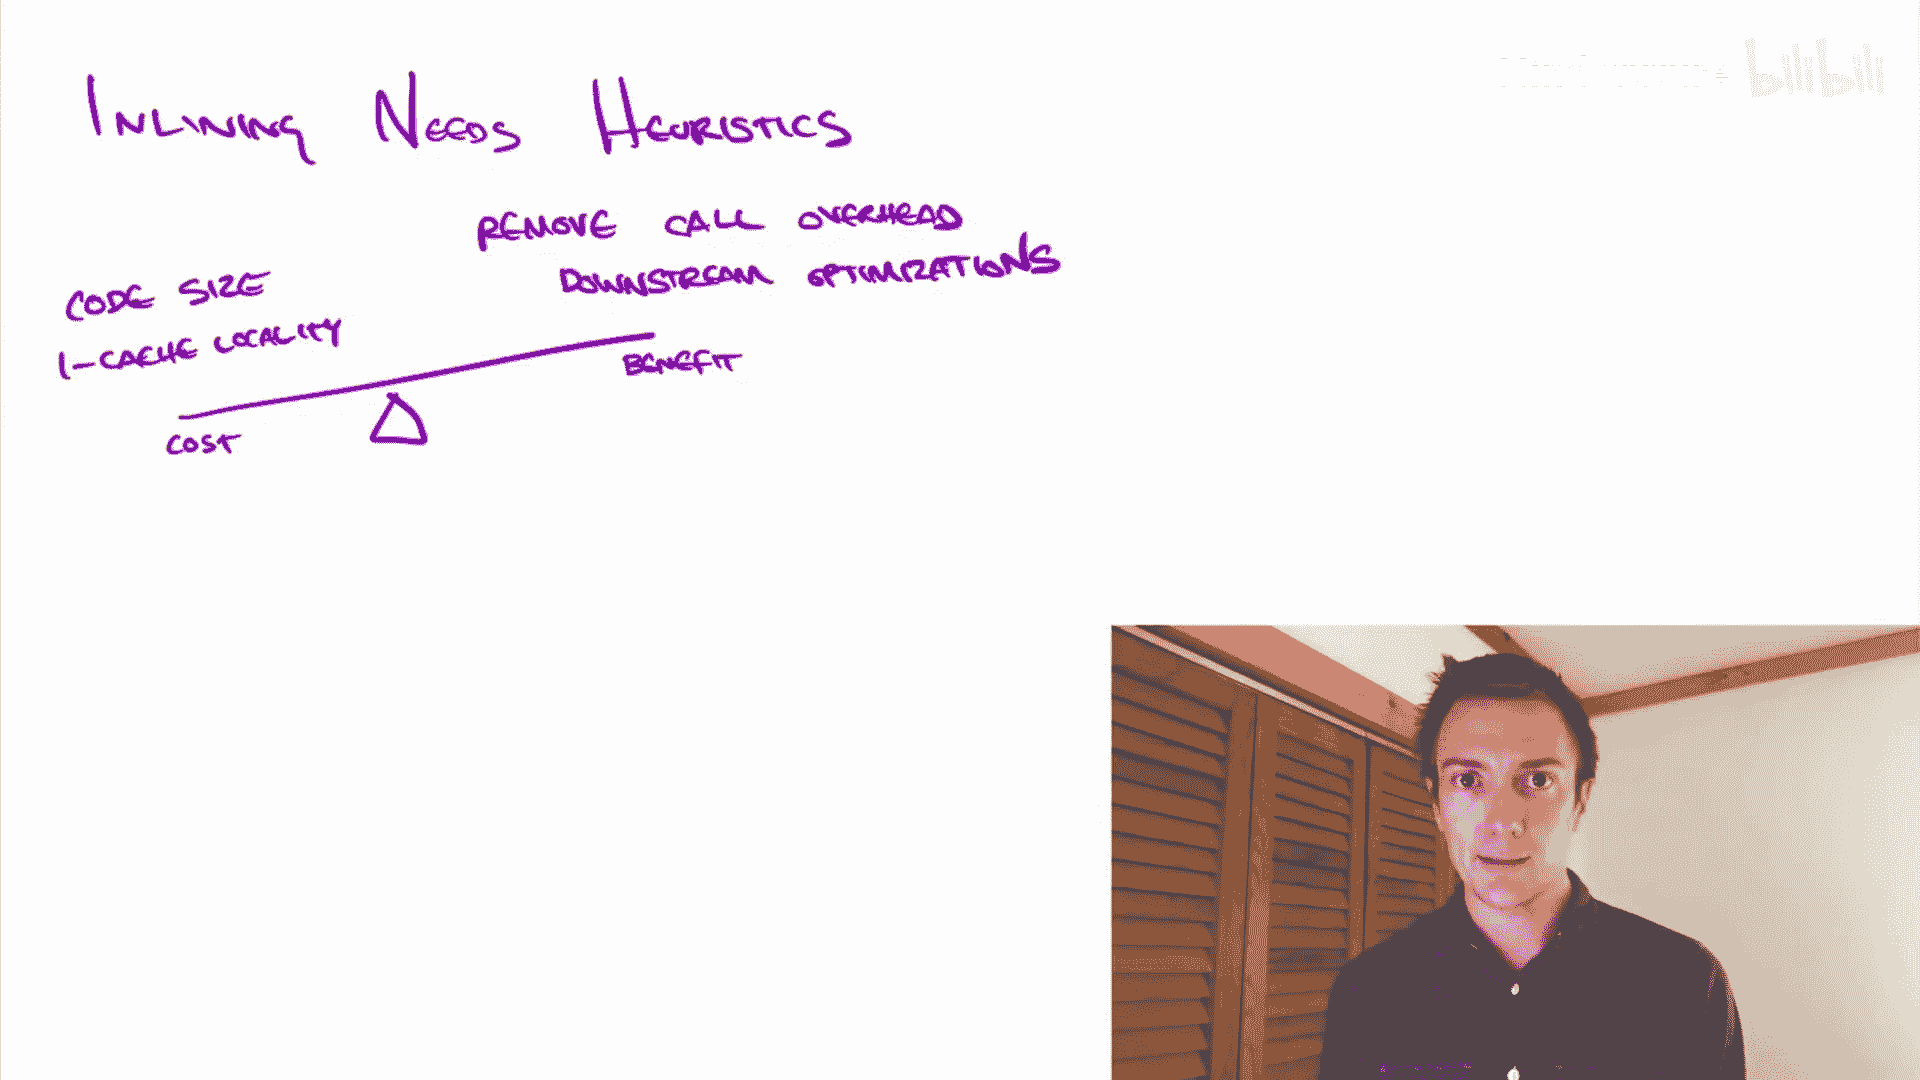 INLINING NEEDS HEURISTICS
REMOVE CALL OVERHEAD
DOWNSTREAM OPTIMIZATIONS
CODE SIZE
I-CACHE LOCALITY
BENEFIT
COST
bilibili